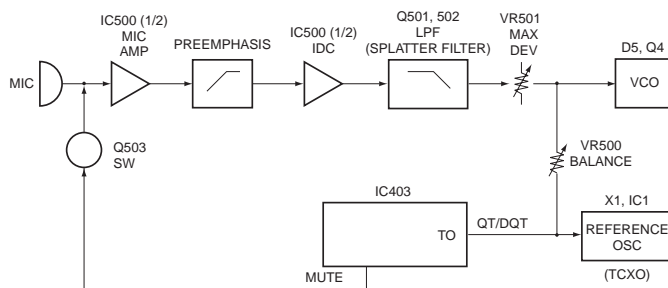 IC500 (1/2)
MIC
AMP
PREEMPHASIS
IC500 (1/2)
IDC
Q501, 502
LPF
(SPLATTER FILTER)
VR501
MAX
DEV
D5, Q4
VCO
MIC
Q503
SW
VR500
BALANCE
IC403
TO
QT/DQT
MUTE
X1, IC1
REFERENCE
OSC
(TCXO)